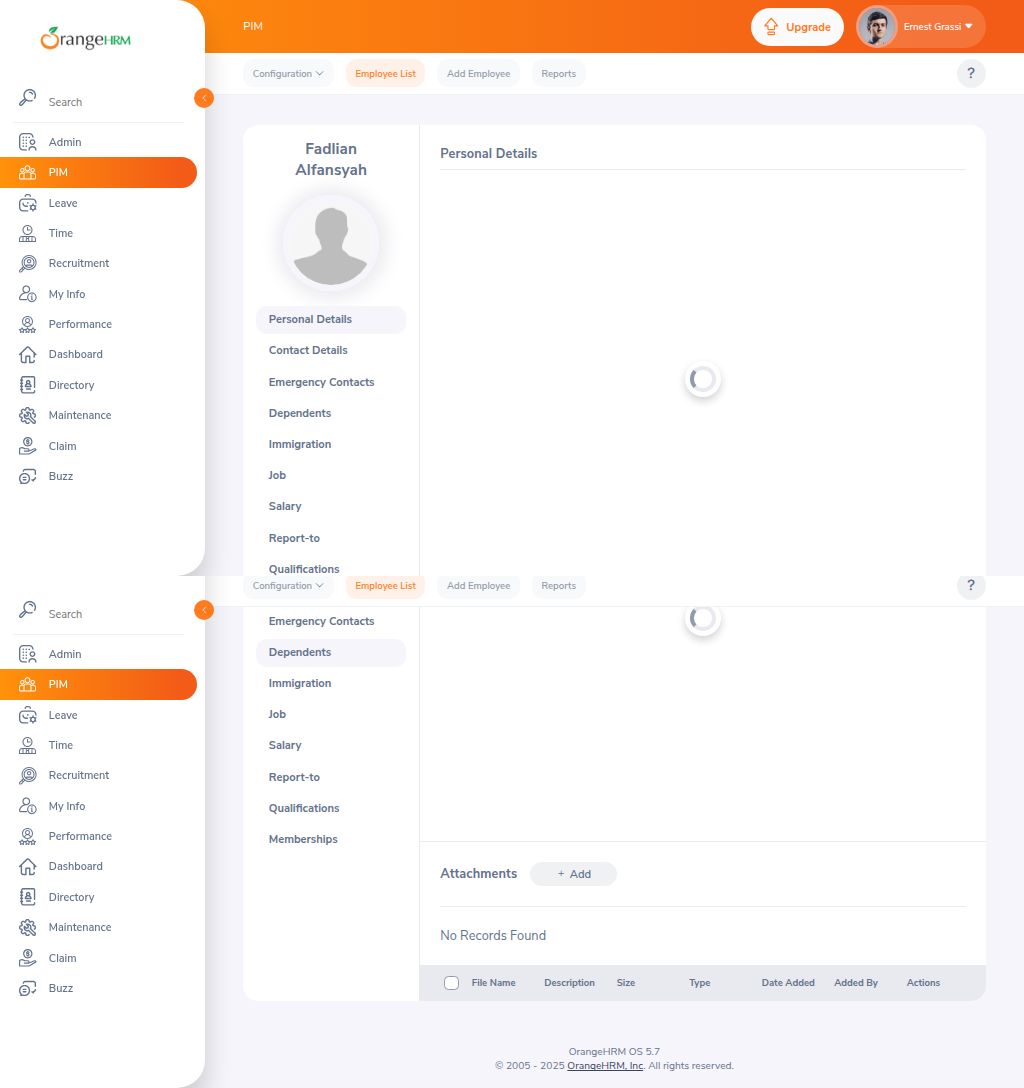 OrangeHRM
PIM
Upgrade
Ernest Grassi
Configuration
Employee List
Add Employee
Reports
?
Search
Admin
PIM
Leave
Time
Recruitment
My Info
Performance
Dashboard
Directory
Maintenance
Claim
Buzz
Fadlian
Alfansyah
Personal Details
Contact Details
Emergency Contacts
Dependents
Immigration
Job
Salary
Report-to
Qualifications
Personal Details
Configuration
Employee List
Add Employee
Reports
?
Search
Admin
PIM
Leave
Time
Recruitment
My Info
Performance
Dashboard
Directory
Maintenance
Claim
Buzz
Emergency Contacts
Dependents
Immigration
Job
Salary
Report-to
Qualifications
Memberships
Attachments
+ Add
No Records Found
File Name Description Size Type Date Added Added By Actions
OrangeHRM OS 5.7
© 2005 - 2025 OrangeHRM, Inc. All rights reserved.